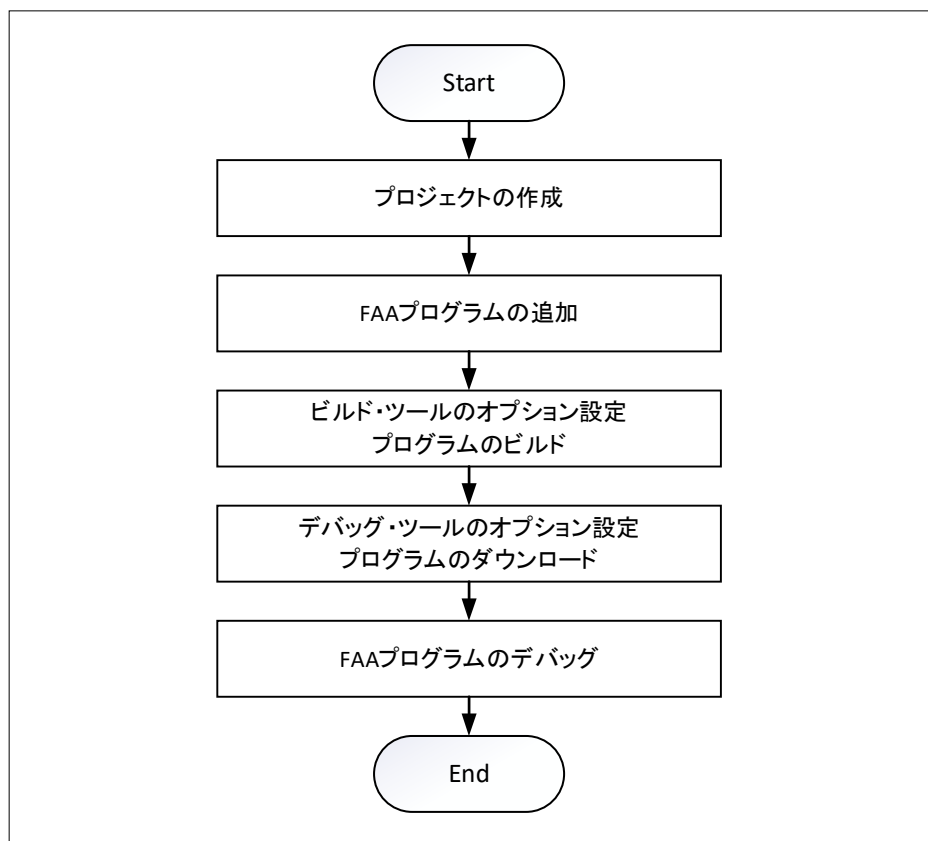 Start
プロジェクトの作成
FAAプログラムの追加
ビルド・ツールのオプション設定
プログラムのビルド
デバッグ・ツールのオプション設定
プログラムのダウンロード
FAAプログラムのデバッグ
End